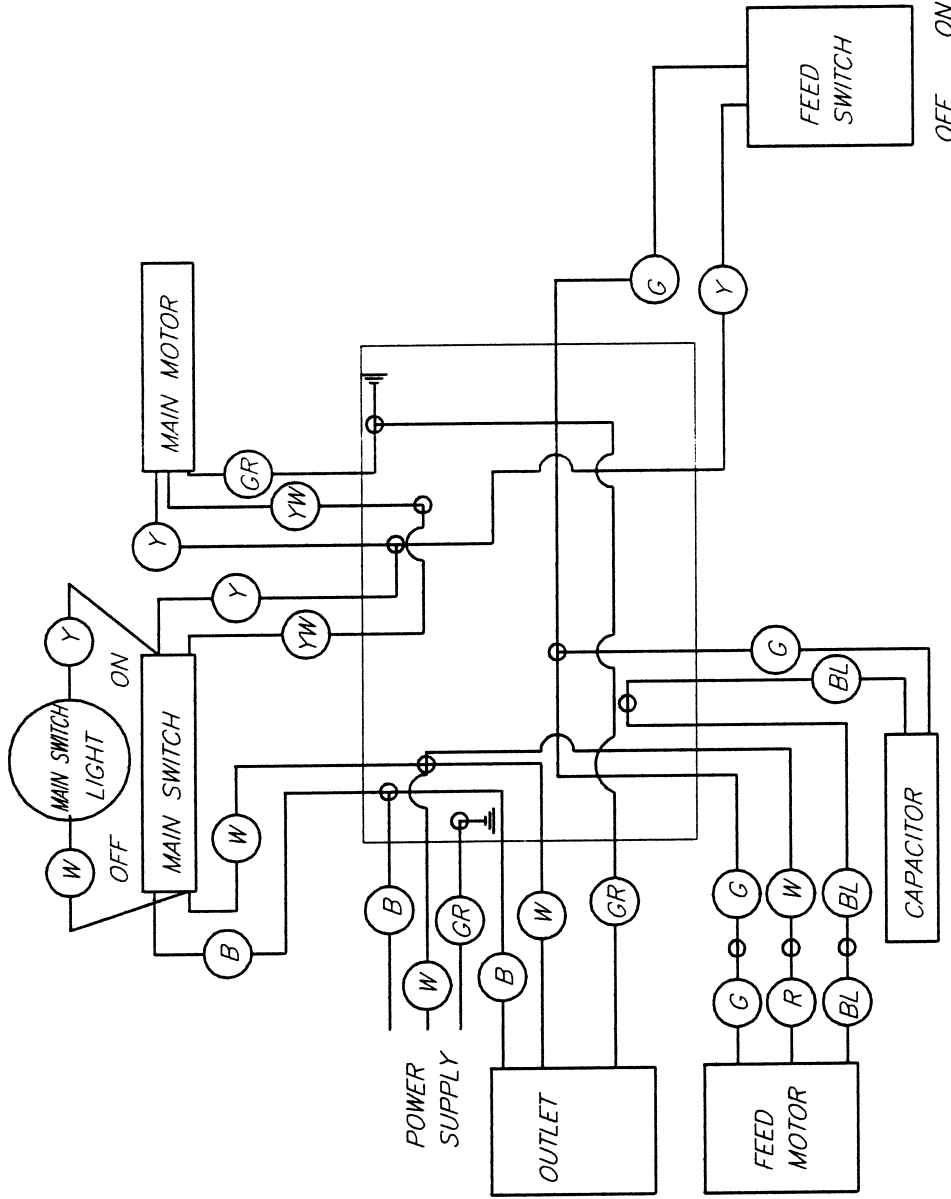 MAIN SWITCH
LIGHT
W
Y
OFF
ON
MAIN SWITCH
MAIN MOTOR
B
W
Y
YW
Y
YW
GR
POWER
SUPPLY
B
W
GR
OUTLET
B
W
GR
FEED
MOTOR
G
R
BL
G
W
BL
CAPACITOR
BL
G
G
Y
FEED
SWITCH
OFF
ON